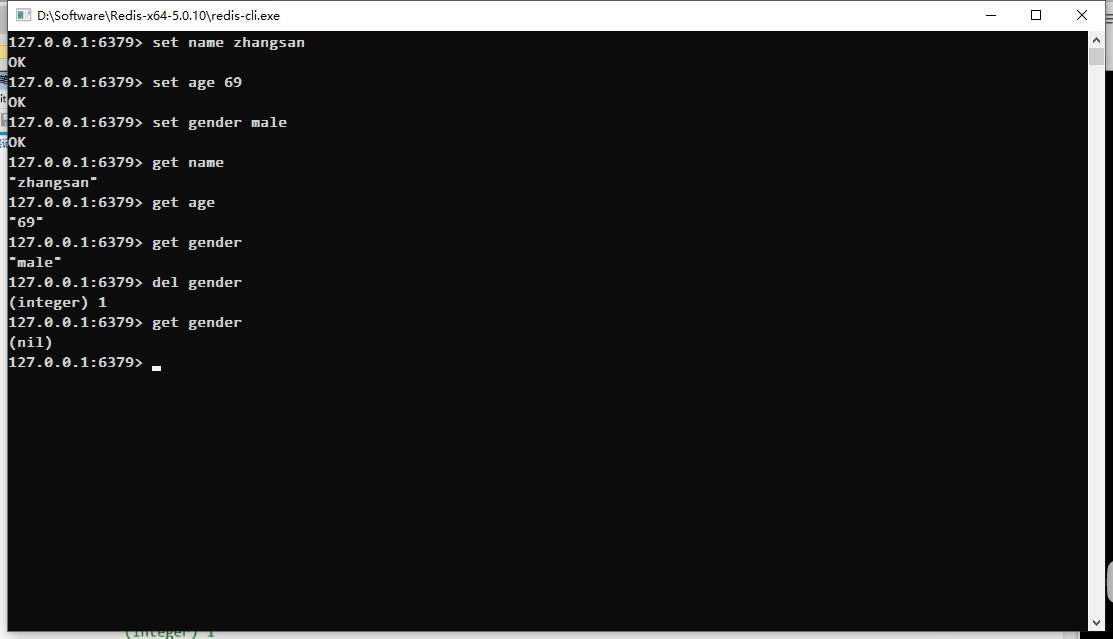 D:\Software\Redis-x64-5.0.10\redis-cli.exe
127.0.0.1:6379> set name zhangsan
OK
127.0.0.1:6379> set age 69
OK
127.0.0.1:6379> set gender male
OK
127.0.0.1:6379> get name
"zhangsan"
127.0.0.1:6379> get age
"69"
127.0.0.1:6379> get gender
"male"
127.0.0.1:6379> del gender
(integer) 1
127.0.0.1:6379> get gender
(nil)
127.0.0.1:6379>
(integer) 1